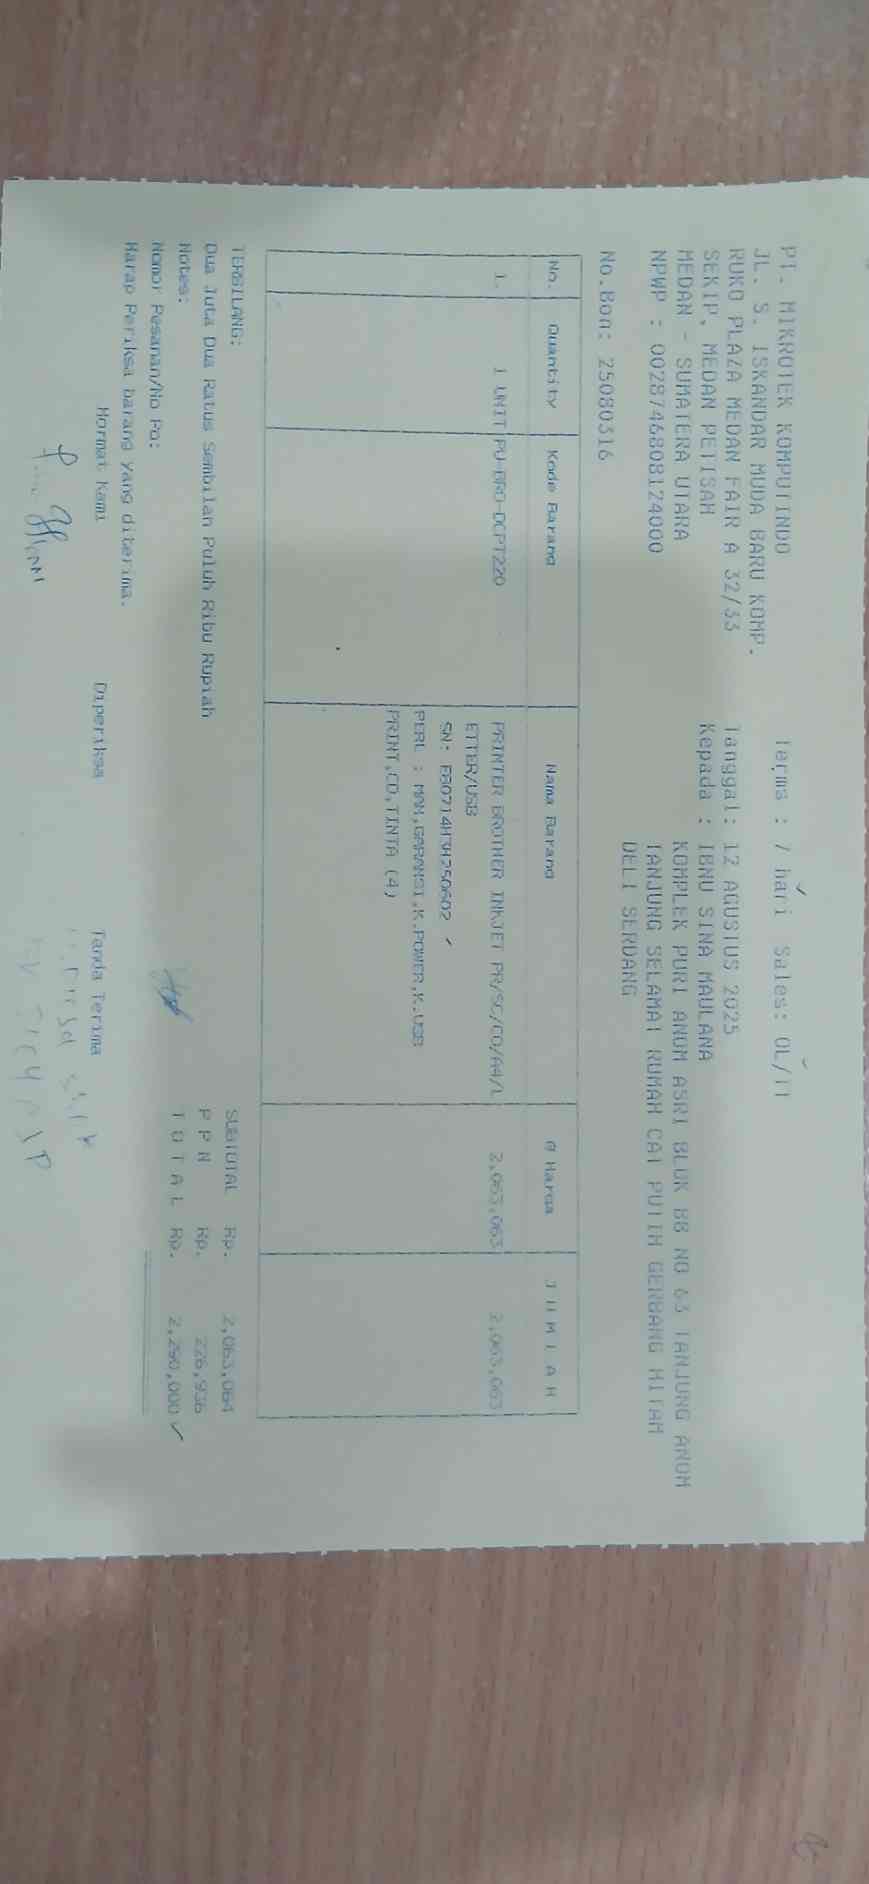 PT. MIKROTEK KOMPUTINDO
JL. S. ISKANDAR MUDA BARU KOMP.
RUKO PLAZA MEDAN FAIR A 32/33
SEKIP, MEDAN PETISAH
MEDAN - SUMATERA UTARA
NPWP : 0028746808124000
No.Bon: 25080316
Terms : 7 hari Sales: OL/TI
Tanggal: 12 AGUSTUS 2025
Kepada : IBNU SINA MAULANA
KOMPLEK PURI ANOM ASRI BLOK BB NO 63 TANJUNG ANOM
TANJUNG SELAMAT RUMAH CAT PUTIH GERBANG HITAM
DELI SERDANG
No. Quantity Kode Barang Nama Barang @ Harga J U M L A H
1. 1 UNIT PU-BRO-DCPT220 PRINTER BROTHER INKJET PR/SC/CO/A4/L 2,063,063 2,063,063
ETTER/USB
SN: E80714H3H250602
PERL : MAN,GARANSI,K.POWER,K.USB
PRINT,CD,TINTA (4)
TERBILANG:
Dua Juta Dua Ratus Sembilan Puluh Ribu Rupiah
Notes:
Nomor Pesanan/No Po:
Harap Periksa barang yang diterima.
SUBTOTAL Rp. 2,063,064
P P N Rp. 226,936
T O T A L Rp. 2,290,000
Hormat Kami Diperiksa Tanda Terima